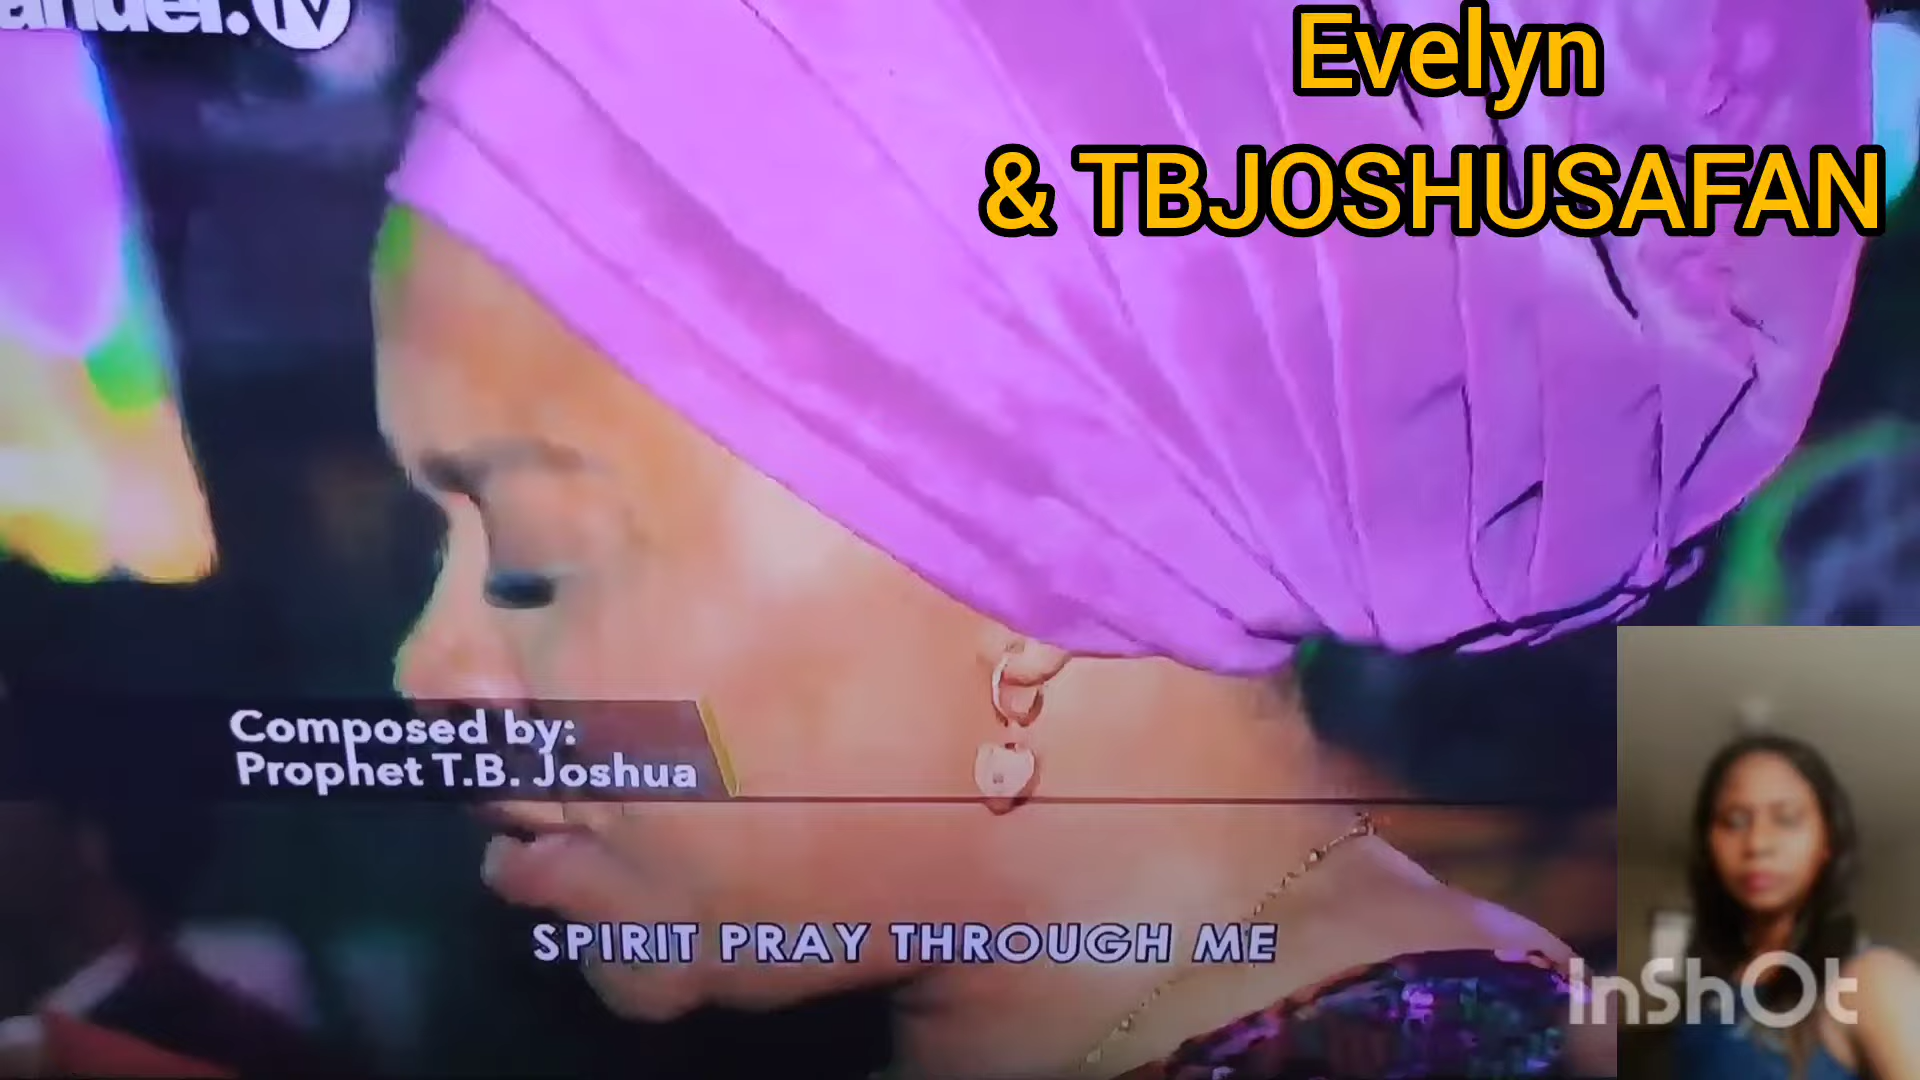 Evelyn
& TBJOSHUSAFAN
Composed by:
Prophet T.B. Joshua
SPIRIT PRAY THROUGH ME
InShOt